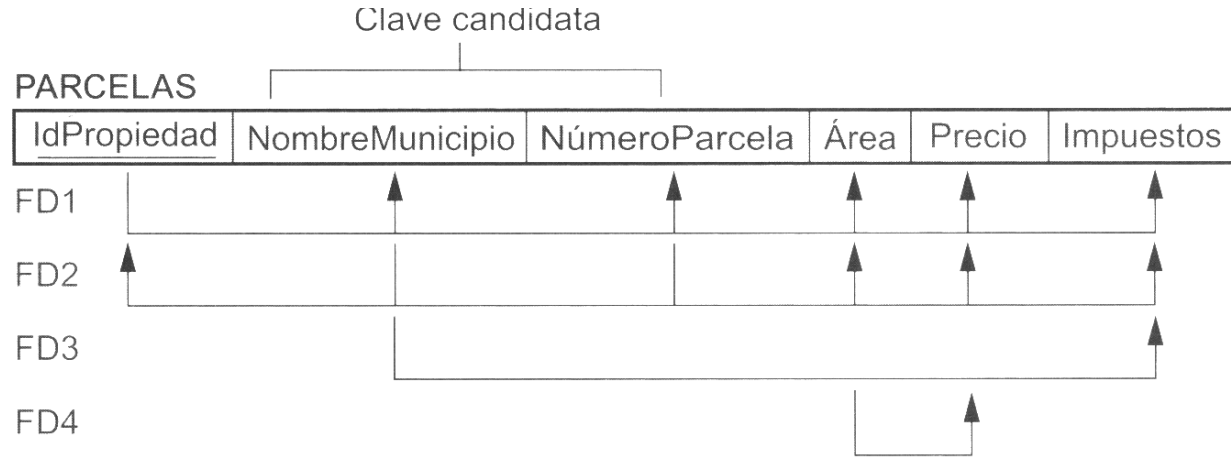 Clave candidata
PARCELAS
IdPropiedad NombreMunicipio NúmeroParcela Área Precio Impuestos
FD1
FD2
FD3
FD4